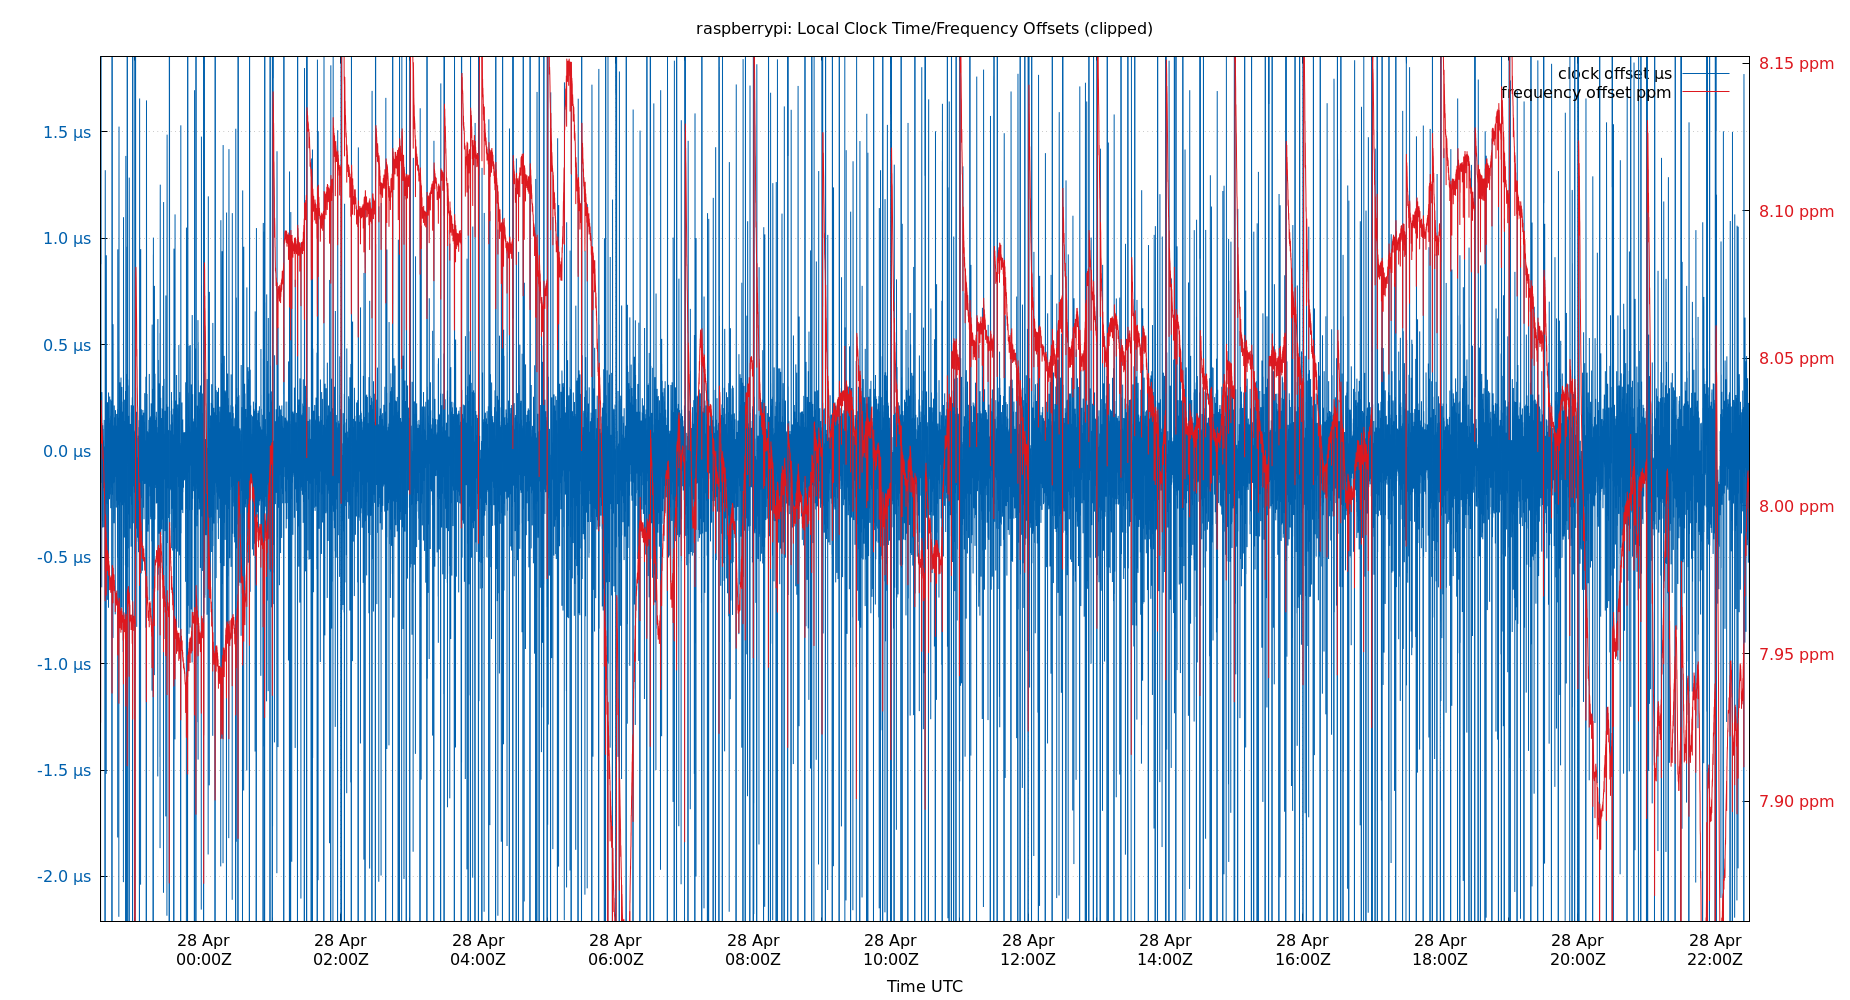 raspberrypi: Local Clock Time/Frequency Offsets (clipped)
clock offset µs
frequency offset ppm
1.5 µs
1.0 µs
0.5 µs
0.0 µs
-0.5 µs
-1.0 µs
-1.5 µs
-2.0 µs
8.15 ppm
8.10 ppm
8.05 ppm
8.00 ppm
7.95 ppm
7.90 ppm
28 Apr 28 Apr 28 Apr 28 Apr 28 Apr 28 Apr 28 Apr 28 Apr 28 Apr 28 Apr 28 Apr 28 Apr
00:00Z 02:00Z 04:00Z 06:00Z 08:00Z 10:00Z 12:00Z 14:00Z 16:00Z 18:00Z 20:00Z 22:00Z
Time UTC